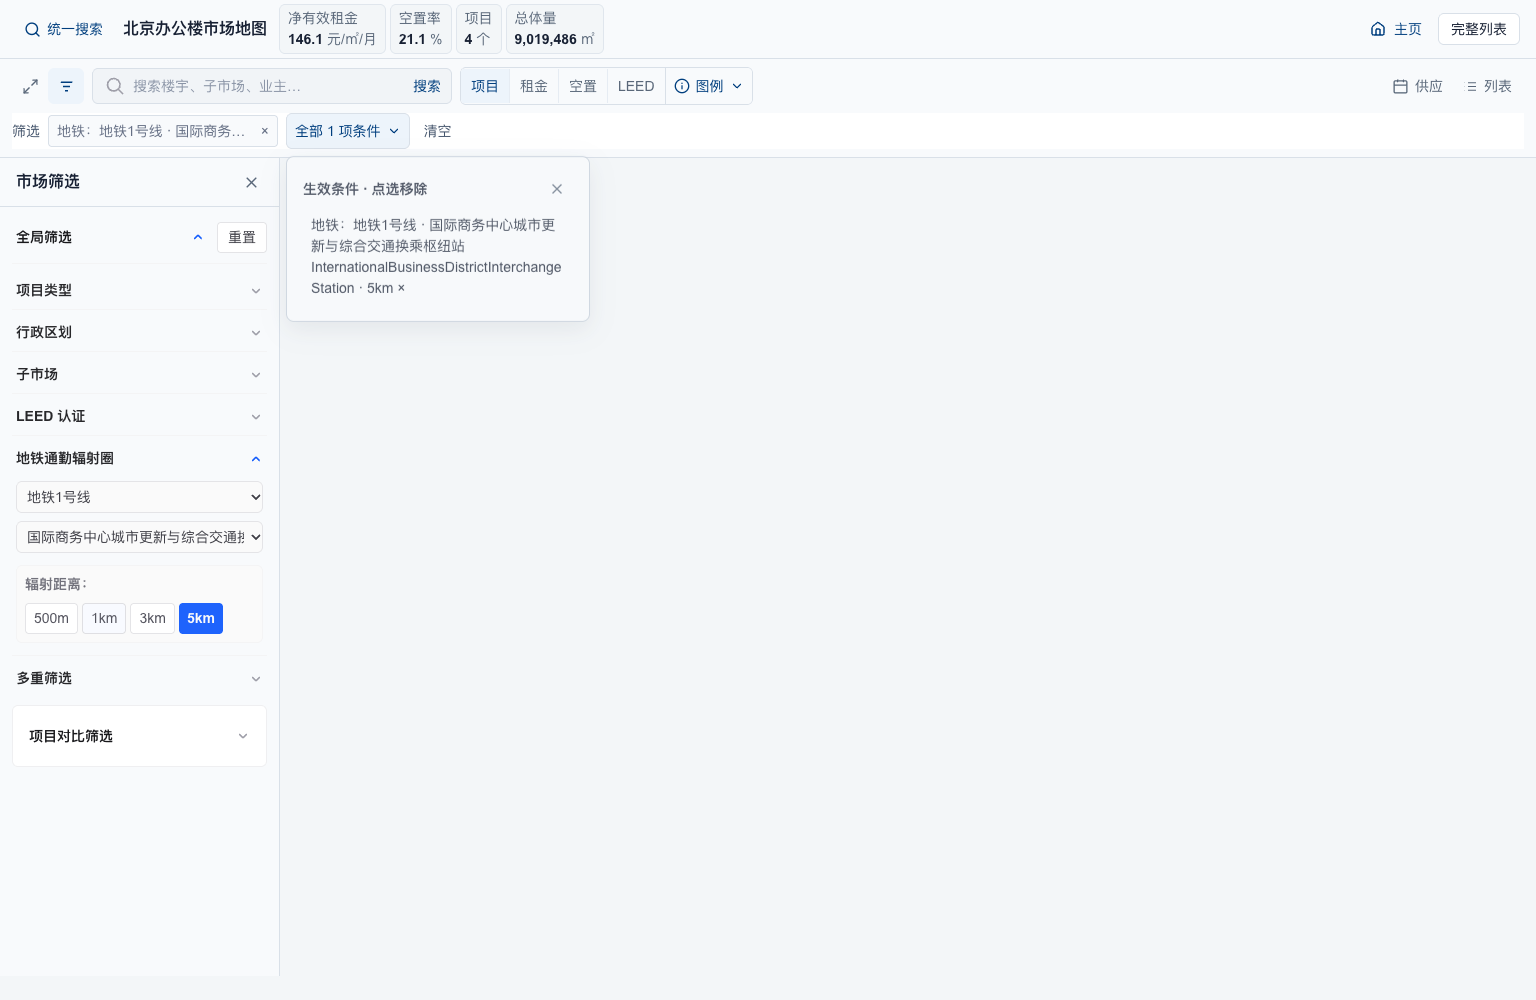 统一搜索
北京办公楼市场地图
净有效租金
146.1 元/㎡/月
空置率
21.1 %
项目
4 个
总体量
9,019,486 ㎡
主页
完整列表
搜索楼宇、子市场、业主…
搜索
项目
租金
空置
LEED
图例
供应
列表
筛选
地铁：地铁1号线 · 国际商务… ×
全部 1 项条件
清空
市场筛选
全局筛选
重置
项目类型
行政区划
子市场
LEED 认证
地铁通勤辐射圈
地铁1号线
国际商务中心城市更新与综合交通换
辐射距离：
500m
1km
3km
5km
多重筛选
项目对比筛选
生效条件 · 点选移除
地铁：地铁1号线 · 国际商务中心城市更
新与综合交通换乘枢纽站
InternationalBusinessDistrictInterchange
Station · 5km ×